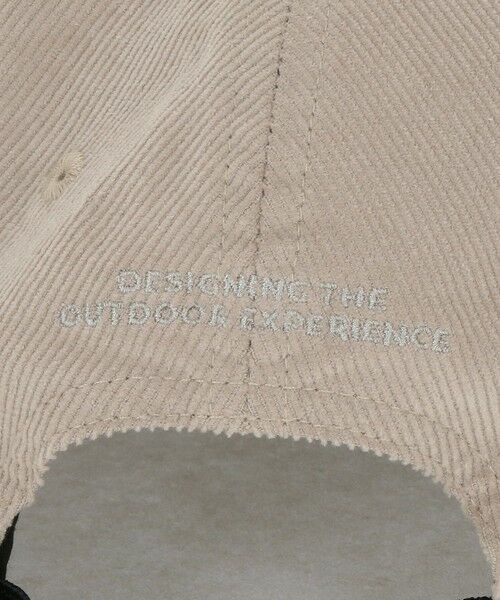 DESIGNING THE
OUTDOOR EXPERIENCE